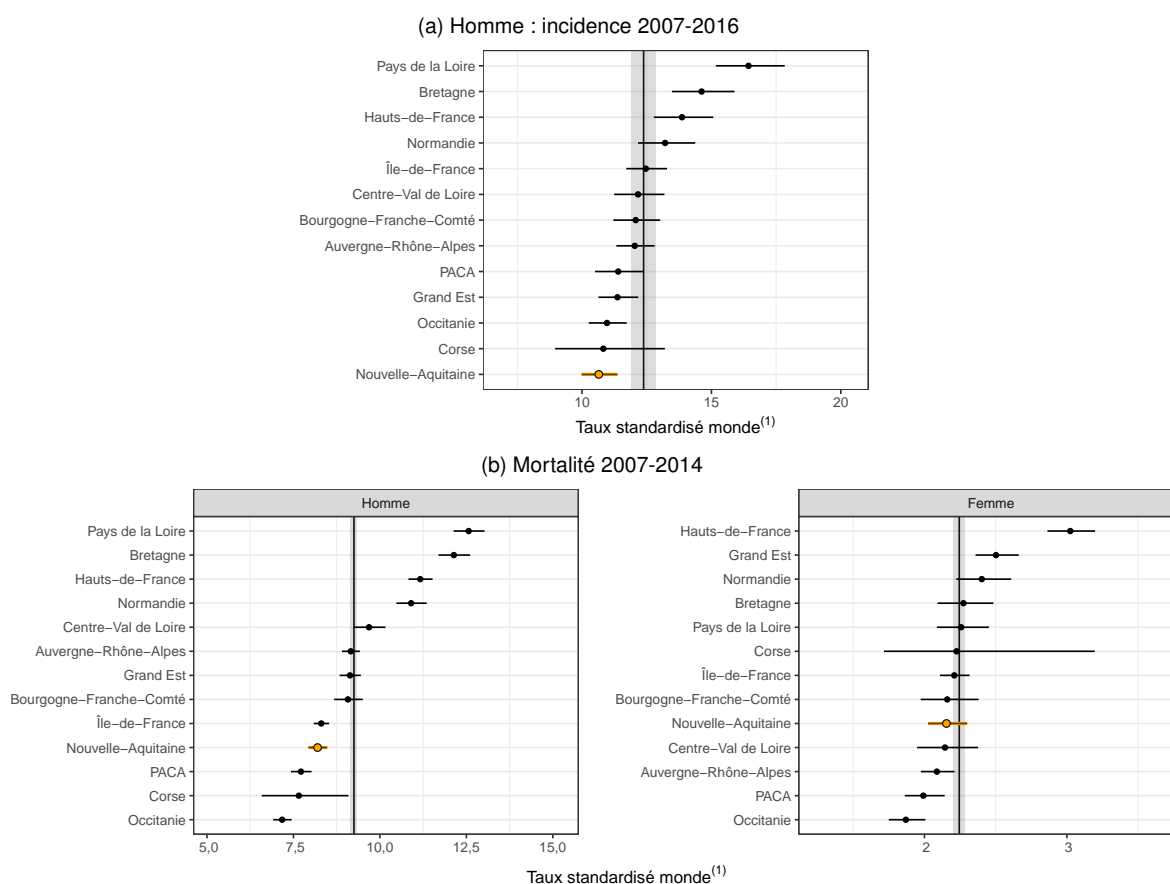 (a) Homme : incidence 2007-2016
Pays de la Loire
Bretagne
Hauts−de−France
Normandie
Île−de−France
Centre−Val de Loire
Bourgogne−Franche−Comté
Auvergne−Rhône−Alpes
PACA
Grand Est
Occitanie
Corse
Nouvelle−Aquitaine
10 15 20
Taux standardisé monde(1)
(b) Mortalité 2007-2014
Homme
Pays de la Loire
Bretagne
Hauts−de−France
Normandie
Centre−Val de Loire
Auvergne−Rhône−Alpes
Grand Est
Bourgogne−Franche−Comté
Île−de−France
Nouvelle−Aquitaine
PACA
Corse
Occitanie
5,0 7,5 10,0 12,5 15,0
Femme
Hauts−de−France
Grand Est
Normandie
Bretagne
Pays de la Loire
Corse
Île−de−France
Bourgogne−Franche−Comté
Nouvelle−Aquitaine
Centre−Val de Loire
Auvergne−Rhône−Alpes
PACA
Occitanie
2 3
Taux standardisé monde(1)